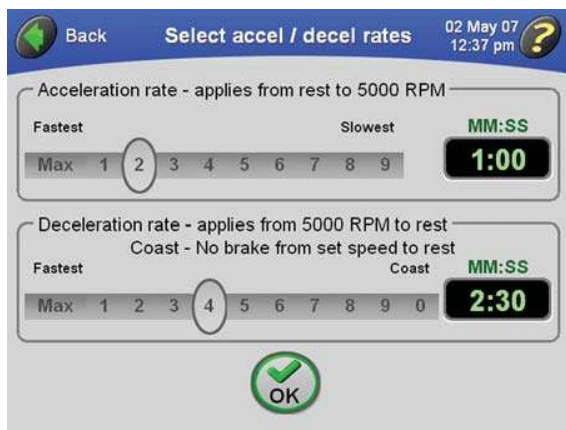 Back
Select accel / decel rates
02 May 07
12:37 pm
?
Acceleration rate - applies from rest to 5000 RPM
Fastest
Slowest
MM:SS
Max 1 2 3 4 5 6 7 8 9
1:00
Deceleration rate - applies from 5000 RPM to rest
Coast - No brake from set speed to rest
Fastest
Coast
MM:SS
Max 1 2 3 4 5 6 7 8 9 0
2:30
OK